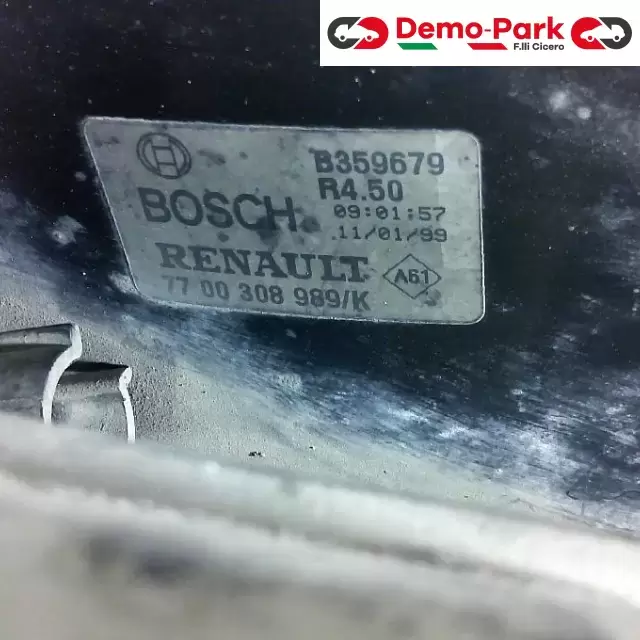 Demo-Park
F.lli Cicero
B359679
R4.50
BOSCH
09:01:57
11/01/99
RENAULT
A61
77 00 308 989/K